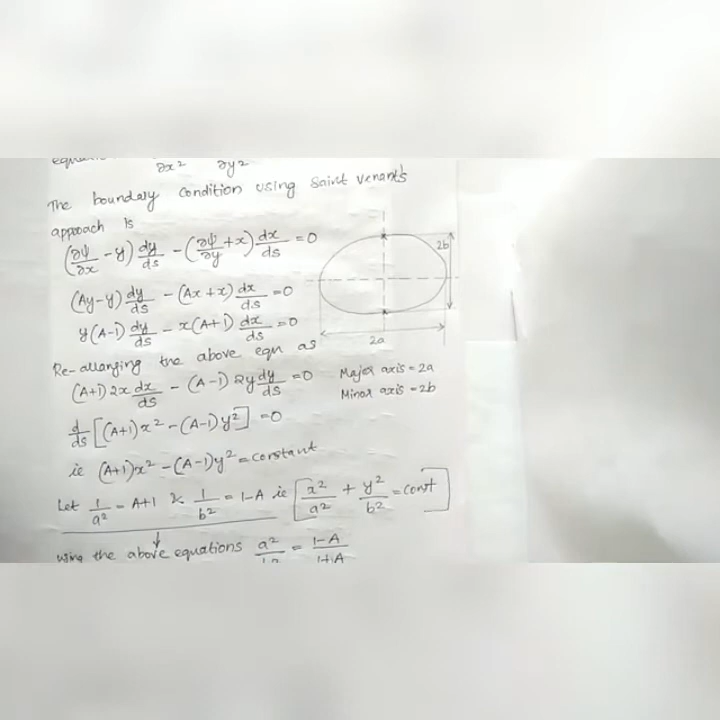 ∂x² ∂y²
The boundary condition using Saint venant's
approach is
(∂ψ/∂x - y) dy/ds - (∂ψ/∂y + x) dx/ds = 0
(Ay-y) dy/ds - (Ax+x) dx/ds = 0
y(A-1) dy/ds - x(A+1) dx/ds = 0
Re-arranging the above equn as
(A+1) 2x dx/ds - (A-1) 2y dy/ds = 0
d/ds [(A+1)x² - (A-1)y²] = 0
ie (A+1)x² - (A-1)y² = constant
Let 1/a² = A+1 & 1/b² = 1-A ie [x²/a² + y²/b² = const]
using the above equations a²/b² = 1-A/1+A
2b
2a
Major axis = 2a
Minor axis = 2b